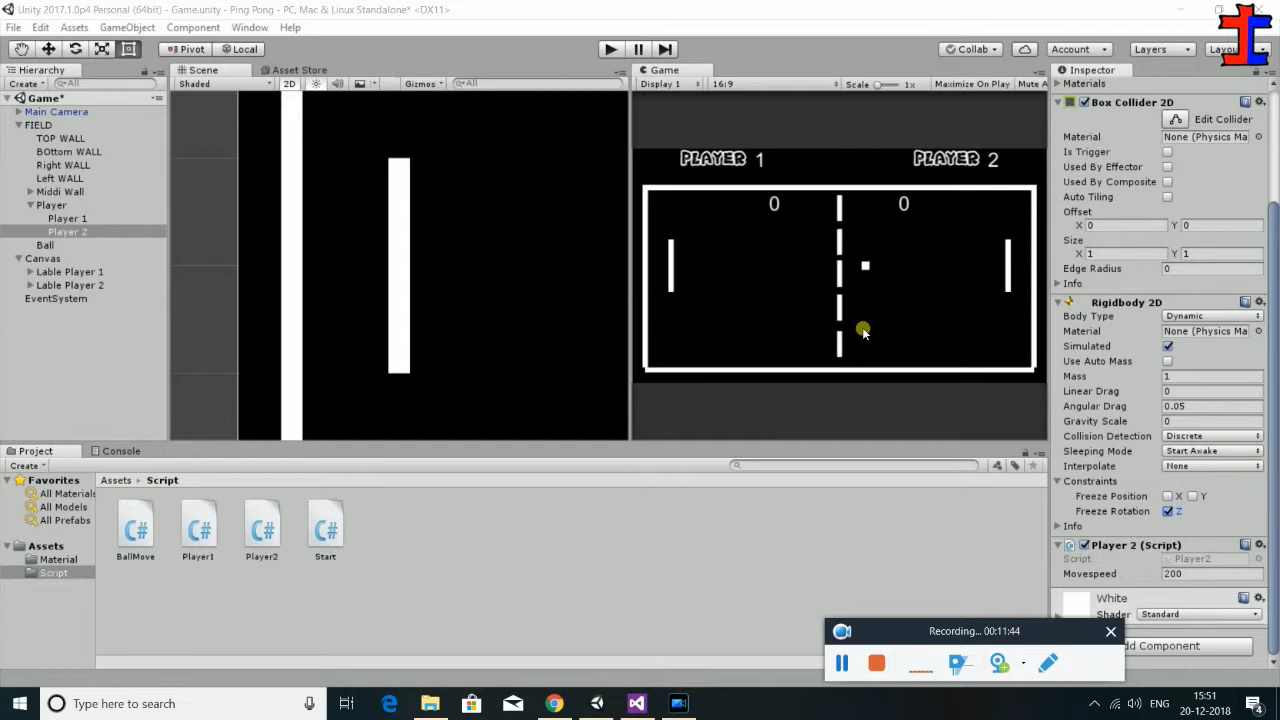 Unity 2017.1.0p4 Personal (64bit) - Game.unity - Ping Pong - PC, Mac & Linux Standalone* <DX11>
File Edit Assets GameObject Component Window Help
Pivot Local Collab Account Layers
Hierarchy Scene Asset Store Game Inspector
Create All Shaded 2D Gizmos All Display 1 16:9 Scale 1x Maximize On Play Mute A
Game*
Main Camera
FIELD
TOP WALL
BOttom WALL
Right WALL
Left WALL
Middi Wall
Player
Player 1
Player 2
Ball
Canvas
Lable Player 1
Lable Player 2
EventSystem
PLAYER 1 PLAYER 2
0 0
Materials
Box Collider 2D
Edit Collider
Material None (Physics Ma
Is Trigger
Used By Effector
Used By Composite
Auto Tiling
Offset
X 0 Y 0
Size
X 1 Y 1
Edge Radius 0
Info
Rigidbody 2D
Body Type Dynamic
Material None (Physics Ma
Simulated
Use Auto Mass
Mass 1
Linear Drag 0
Angular Drag 0.05
Gravity Scale 0
Collision Detection Discrete
Sleeping Mode Start Awake
Interpolate None
Constraints
Freeze Position X Y
Freeze Rotation Z
Info
Player 2 (Script)
Script Player2
Movespeed 200
White
Shader Standard
dd Component
Project Console
Create
Favorites
All Materials
All Models
All Prefabs
Assets
Material
Script
Assets Script
BallMove Player1 Player2 Start
Recording... 00:11:44
Type here to search
ENG
15:51
20-12-2018
4